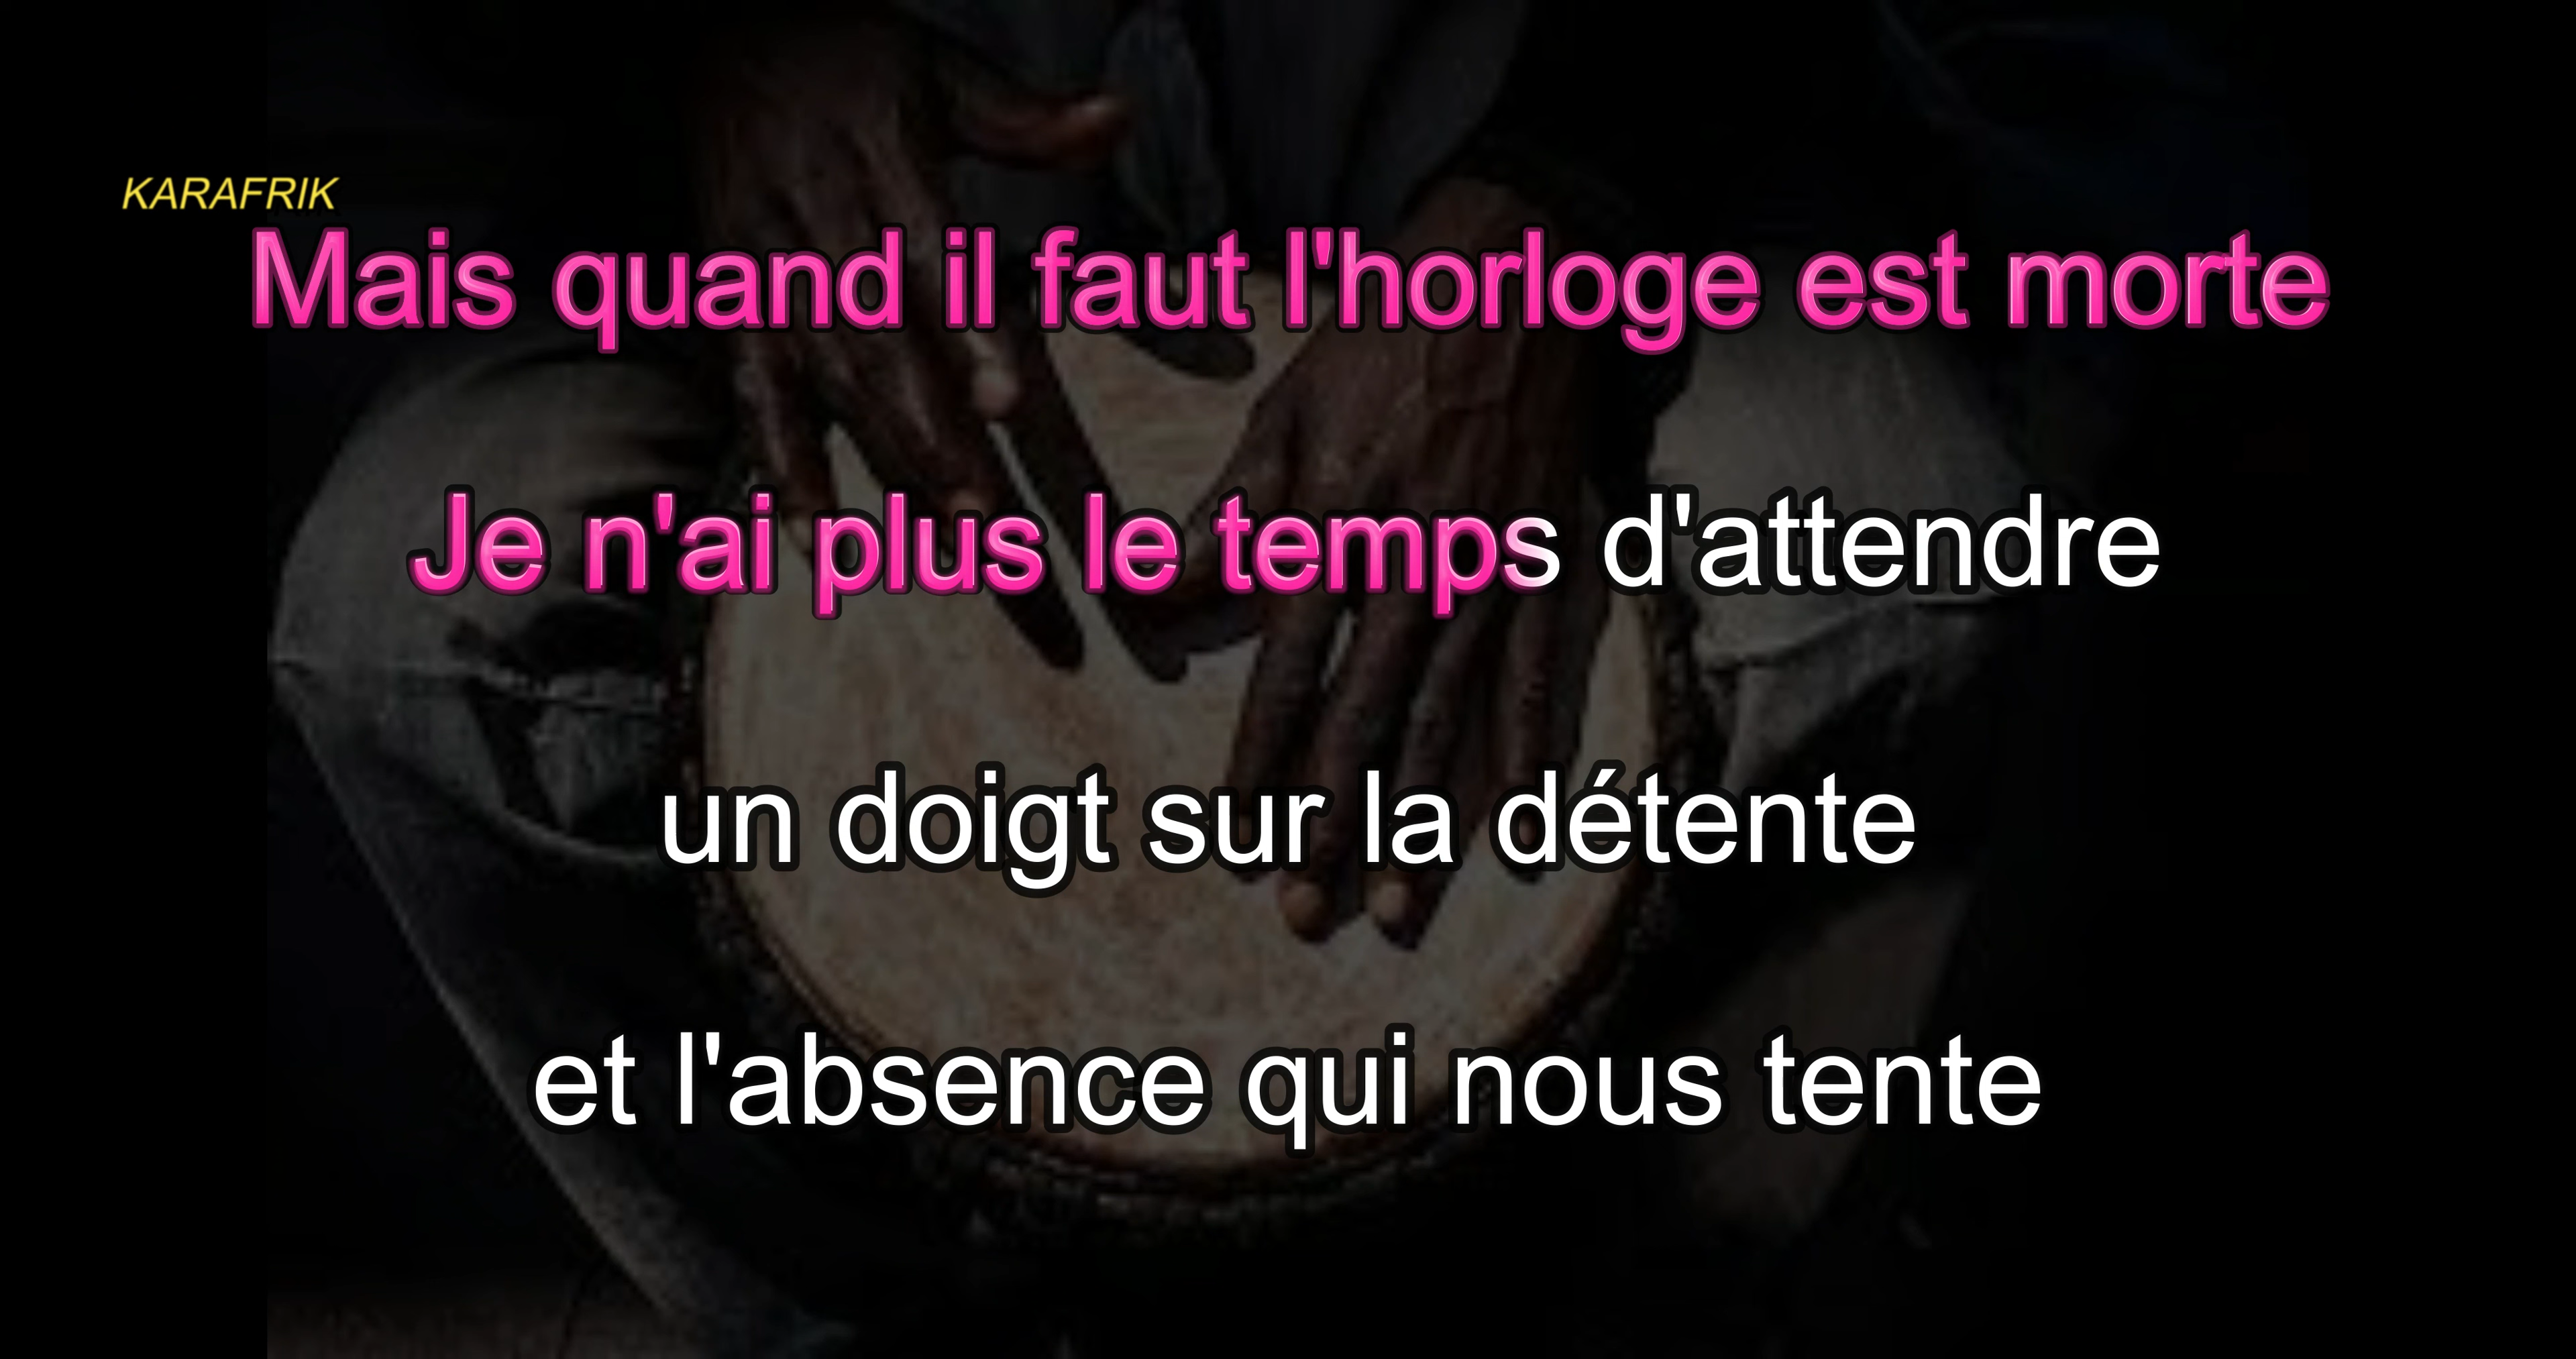 KARAFRIK
Mais quand il faut l'horloge est morte
Je n'ai plus le temps d'attendre
un doigt sur la détente
et l'absence qui nous tente